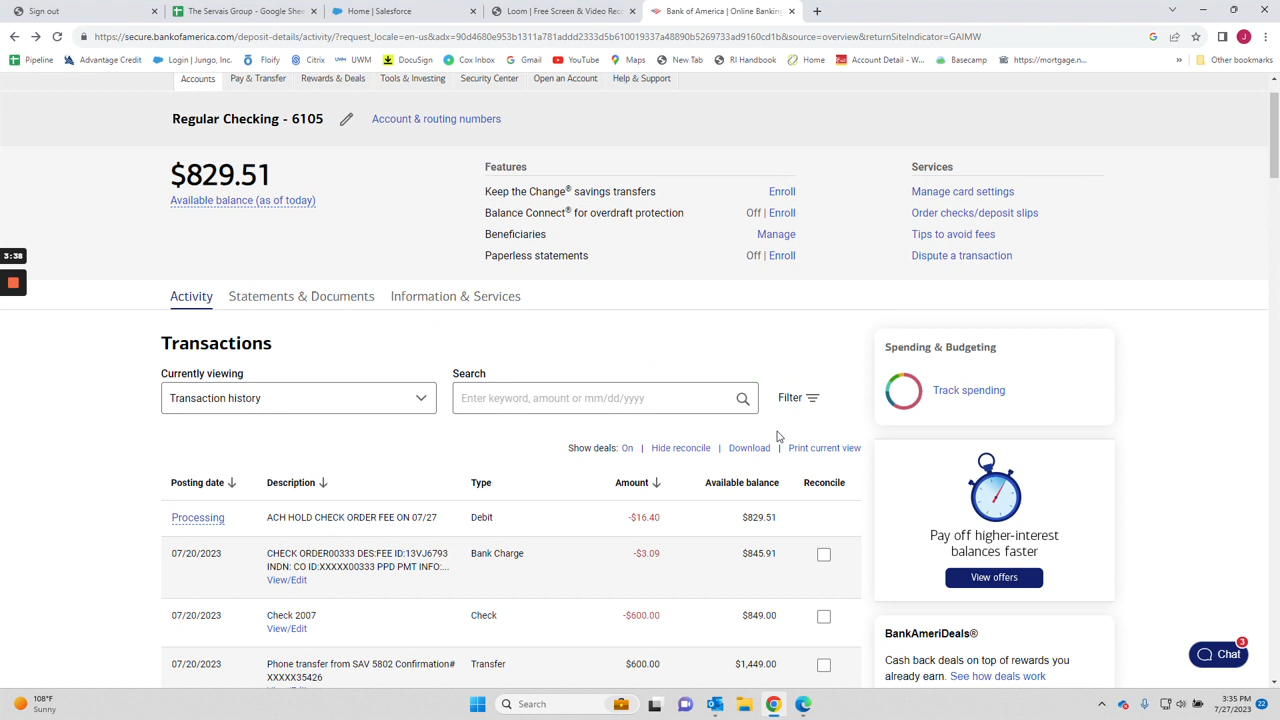 Sign out
The Servais Group - Google She
Home | Salesforce
Loom | Free Screen & Video Rec
Bank of America | Online Banking
https://secure.bankofamerica.com/deposit-details/activity/?request_locale=en-us&adx=90d4680e953b1311a781addd2333d5b610019337a48890b5269733ad9160cd1b&source=overview&returnSiteIndicator=GAIMW
J
Pipeline
Advantage Credit
Login | Jungo, Inc.
Floify
Citrix
UWM UWM
DocuSign
Cox Inbox
Gmail
YouTube
Maps
New Tab
RI Handbook
Home
Account Detail - W...
Basecamp
https://mortgage.n...
Other bookmarks
Accounts
Pay & Transfer
Rewards & Deals
Tools & Investing
Security Center
Open an Account
Help & Support
Regular Checking - 6105
Account & routing numbers
$829.51
Available balance (as of today)
Features
Keep the Change® savings transfers Enroll
Balance Connect® for overdraft protection Off | Enroll
Beneficiaries Manage
Paperless statements Off | Enroll
Services
Manage card settings
Order checks/deposit slips
Tips to avoid fees
Dispute a transaction
3:38
Activity
Statements & Documents
Information & Services
Transactions
Currently viewing
Transaction history
Search
Enter keyword, amount or mm/dd/yyyy
Filter
Show deals: On | Hide reconcile | Download | Print current view
Posting date Description Type Amount Available balance Reconcile
Processing ACH HOLD CHECK ORDER FEE ON 07/27 Debit -$16.40 $829.51
07/20/2023 CHECK ORDER00333 DES:FEE ID:13VJ6793 Bank Charge -$3.09 $845.91
INDN: CO ID:XXXXX00333 PPD PMT INFO:...
View/Edit
07/20/2023 Check 2007 Check -$600.00 $849.00
View/Edit
07/20/2023 Phone transfer from SAV 5802 Confirmation# Transfer $600.00 $1,449.00
XXXXX35426
Spending & Budgeting
Track spending
Pay off higher-interest
balances faster
View offers
BankAmeriDeals®
Cash back deals on top of rewards you
already earn. See how deals work
Chat
3
108°F
Sunny
Search
3:35 PM
7/27/2023
22